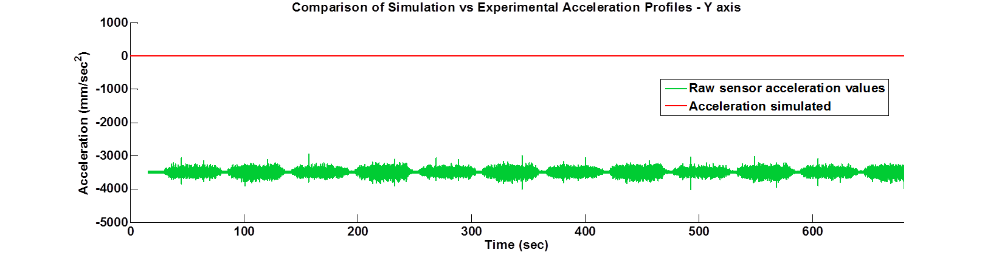 Comparison of Simulation vs Experimental Acceleration Profiles - Y axis
1000
0
-1000
-2000
-3000
-4000
-5000
Acceleration (mm/sec²)
Raw sensor acceleration values
Acceleration simulated
0 100 200 300 400 500 600
Time (sec)